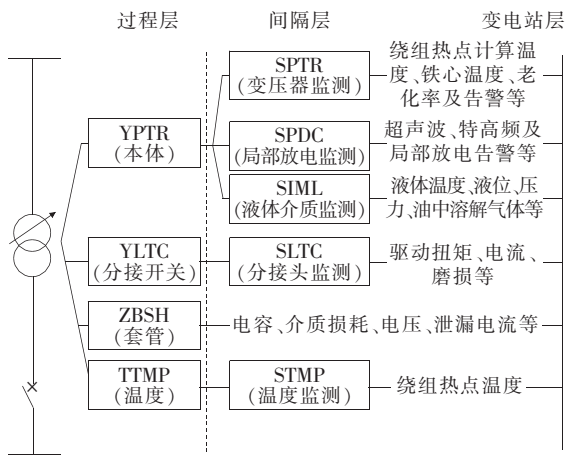 过程层
间隔层
变电站层
SPTR
(变压器监测)
绕组热点计算温
度、铁心温度、老
化率及告警等
YPTR
(本体)
SPDC
(局部放电监测)
超声波、特高频及
局部放电告警等
SIML
(液体介质监测)
液体温度、液位、压
力、油中溶解气体等
YLTC
(分接开关)
SLTC
(分接头监测)
驱动扭矩、电流、
磨损等
ZBSH
(套管)
电容、介质损耗、电压、泄漏电流等
TTMP
(温度)
STMP
(温度监测)
绕组热点温度